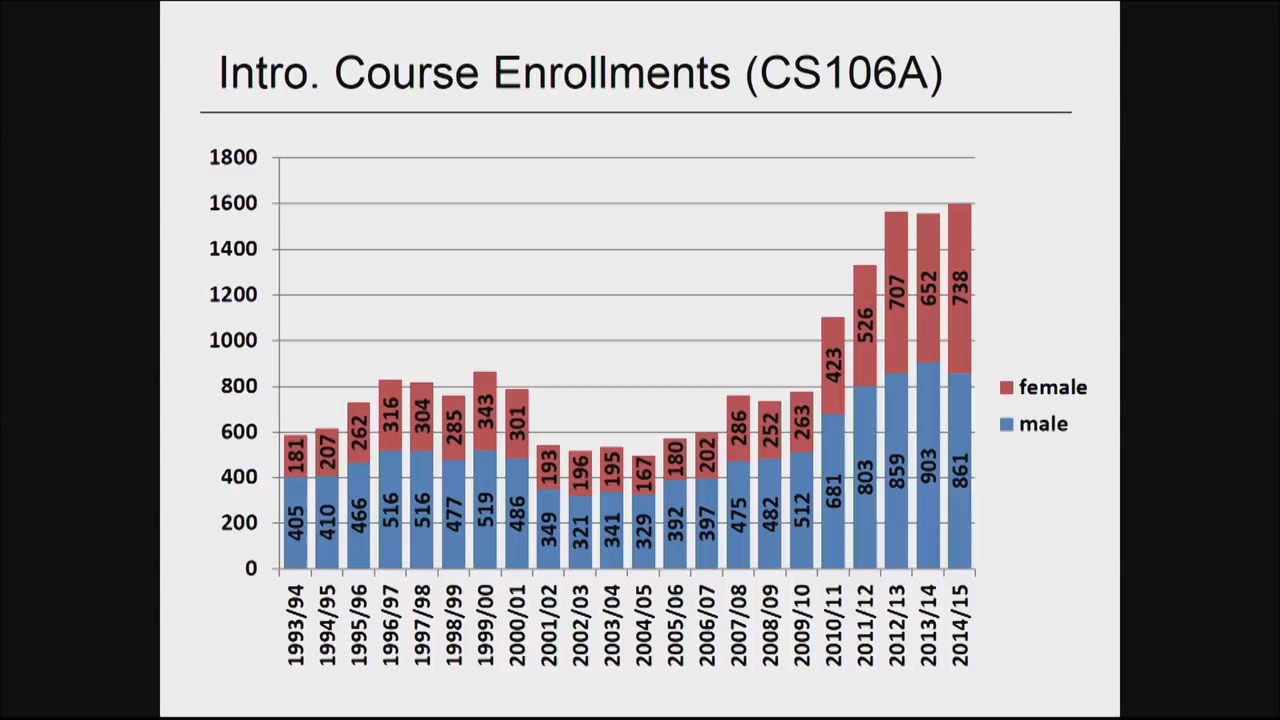 Intro. Course Enrollments (CS106A)
1800
1600
1400
1200
1000
800
600
400
200
0
181 207 262 316 304 285 343 301 193 196 195 167 180 202 286 252 263 423 526 707 652 738
405 410 466 516 516 477 519 486 349 321 341 329 392 397 475 482 512 681 803 859 903 861
1993/94 1994/95 1995/96 1996/97 1997/98 1998/99 1999/00 2000/01 2001/02 2002/03 2003/04 2004/05 2005/06 2006/07 2007/08 2008/09 2009/10 2010/11 2011/12 2012/13 2013/14 2014/15
female
male